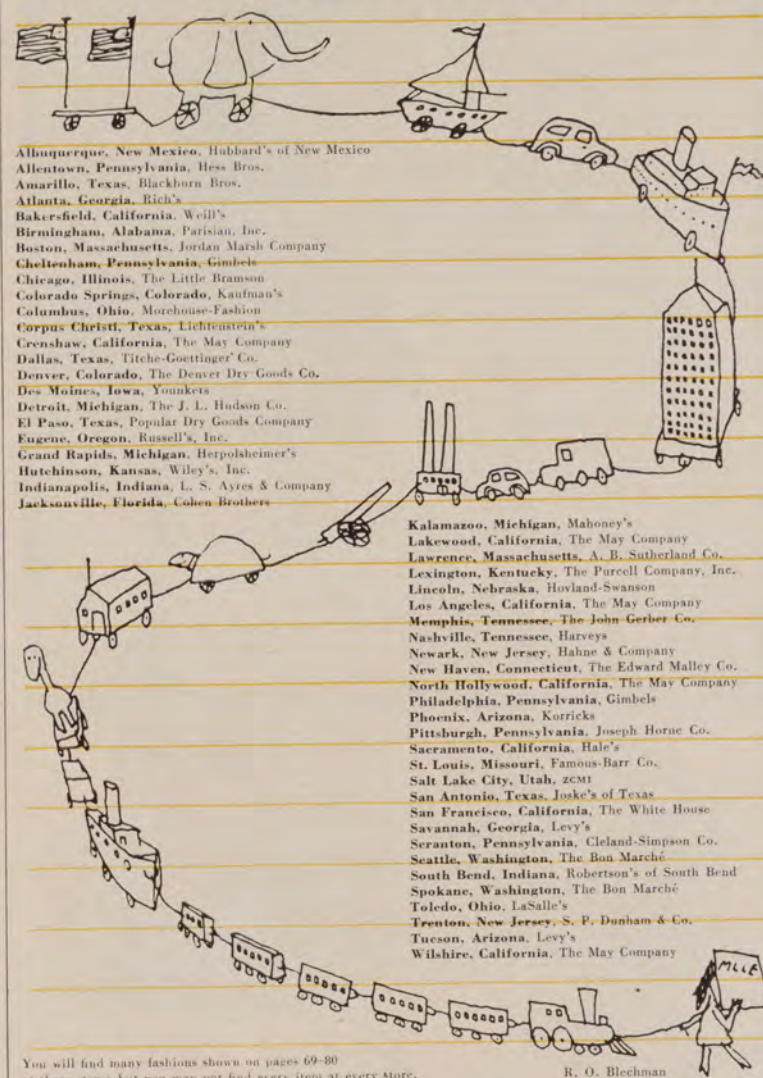 Albuquerque, New Mexico, Hubbard's of New Mexico
Allentown, Pennsylvania, Hess Bros.
Amarillo, Texas, Blackburn Bros.
Atlanta, Georgia, Rich's
Bakersfield, California, Weill's
Birmingham, Alabama, Parisian, Inc.
Boston, Massachusetts, Jordan Marsh Company
Cheltenham, Pennsylvania, Gimbels
Chicago, Illinois, The Little Bramson
Colorado Springs, Colorado, Kaufman's
Columbus, Ohio, Morehouse-Fashion
Corpus Christi, Texas, Lichtenstein's
Crenshaw, California, The May Company
Dallas, Texas, Titche-Goettinger Co.
Denver, Colorado, The Denver Dry Goods Co.
Des Moines, Iowa, Younkers
Detroit, Michigan, The J. L. Hudson Co.
El Paso, Texas, Popular Dry Goods Company
Eugene, Oregon, Russell's, Inc.
Grand Rapids, Michigan, Herpolsheimer's
Hutchinson, Kansas, Wiley's, Inc.
Indianapolis, Indiana, L. S. Ayres & Company
Jacksonville, Florida, Cohen Brothers
Kalamazoo, Michigan, Mahoney's
Lakewood, California, The May Company
Lawrence, Massachusetts, A. B. Sutherland Co.
Lexington, Kentucky, The Purcell Company, Inc.
Lincoln, Nebraska, Hovland-Swanson
Los Angeles, California, The May Company
Memphis, Tennessee, The John Gerber Co.
Nashville, Tennessee, Harveys
Newark, New Jersey, Hahne & Company
New Haven, Connecticut, The Edward Malley Co.
North Hollywood, California, The May Company
Philadelphia, Pennsylvania, Gimbels
Phoenix, Arizona, Korricks
Pittsburgh, Pennsylvania, Joseph Horne Co.
Sacramento, California, Hale's
St. Louis, Missouri, Famous-Barr Co.
Salt Lake City, Utah, ZCMI
San Antonio, Texas, Joske's of Texas
San Francisco, California, The White House
Savannah, Georgia, Levy's
Scranton, Pennsylvania, Cleland-Simpson Co.
Seattle, Washington, The Bon Marché
South Bend, Indiana, Robertson's of South Bend
Spokane, Washington, The Bon Marché
Toledo, Ohio, LaSalle's
Trenton, New Jersey, S. P. Dunham & Co.
Tucson, Arizona, Levy's
Wilshire, California, The May Company
MLLE
You will find many fashions shown on pages 69-80
but you may not find every item at every store.
R. O. Blechman